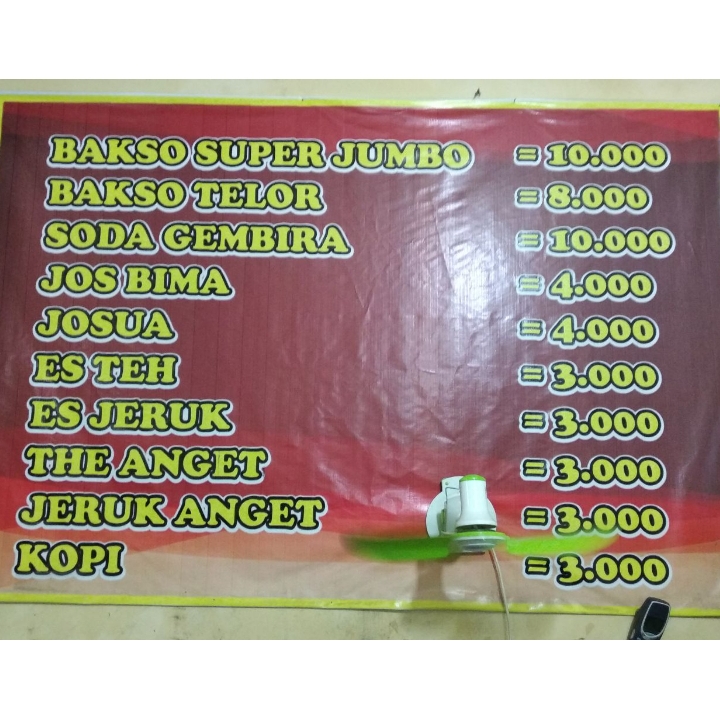 BAKSO SUPER JUMBO = 10.000
BAKSO TELOR = 8.000
SODA GEMBIRA = 10.000
JOS BIMA = 4.000
JOSUA = 4.000
ES TEH = 3.000
ES JERUK = 3.000
THE ANGET = 3.000
JERUK ANGET = 3.000
KOPI = 3.000